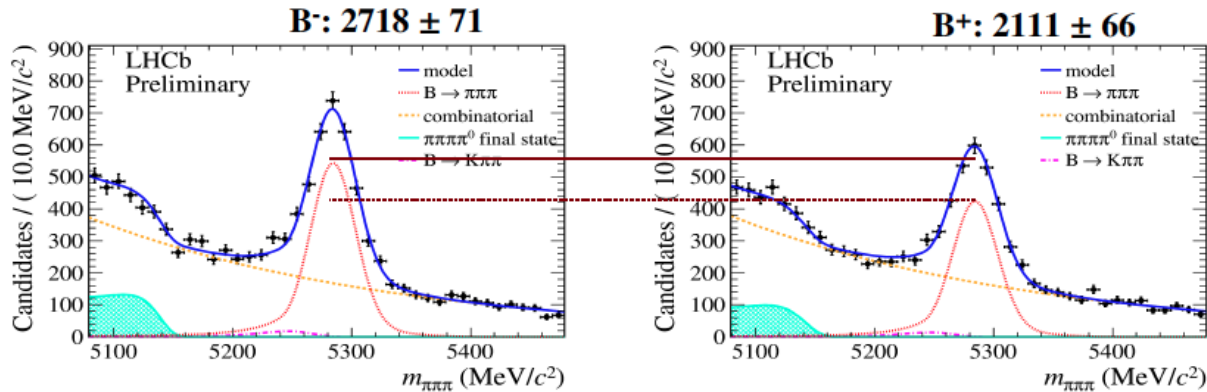 B⁻: 2718 ± 71
B⁺: 2111 ± 66
Candidates / ( 10.0 MeV/c²)
900
800
700
600
500
400
300
200
100
0
LHCb
Preliminary
model
B → πππ
combinatorial
ππππ⁰ final state
B → Kππ
5100
5200
5300
5400
m_πππ (MeV/c²)
Candidates / ( 10.0 MeV/c²)
900
800
700
600
500
400
300
200
100
0
LHCb
Preliminary
model
B → πππ
combinatorial
ππππ⁰ final state
B → Kππ
5100
5200
5300
5400
m_πππ (MeV/c²)